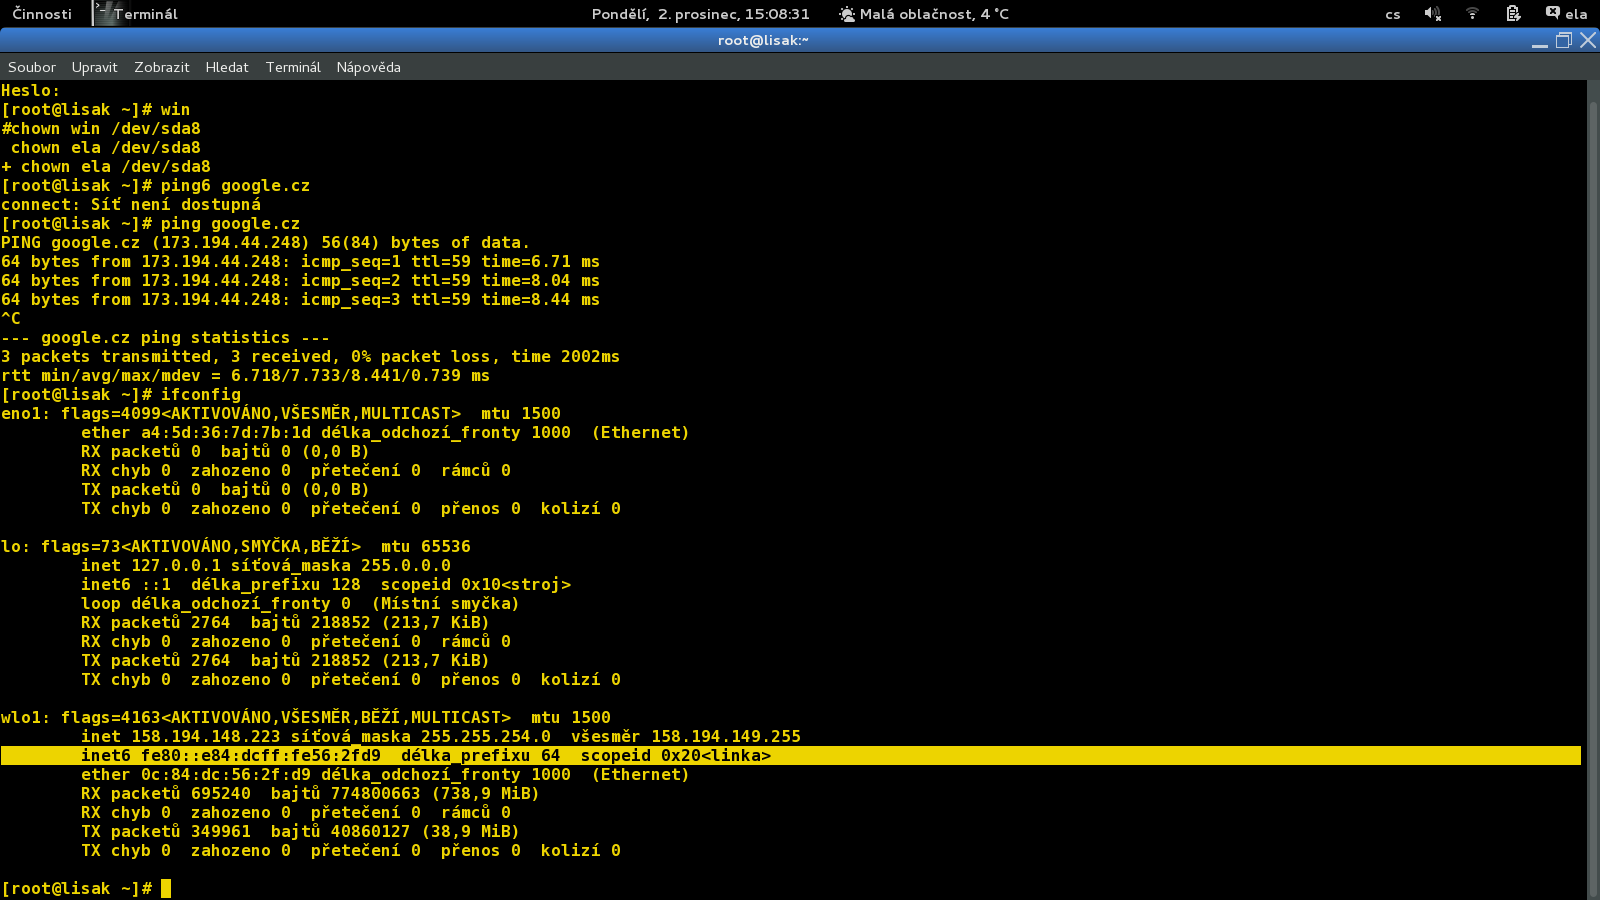 Činnosti Terminál Pondělí, 2. prosinec, 15:08:31 Malá oblačnost, 4 °C cs ela
root@lisak:~
Soubor Upravit Zobrazit Hledat Terminál Nápověda
Heslo:
[root@lisak ~]# win
#chown win /dev/sda8
 chown ela /dev/sda8
+ chown ela /dev/sda8
[root@lisak ~]# ping6 google.cz
connect: Síť není dostupná
[root@lisak ~]# ping google.cz
PING google.cz (173.194.44.248) 56(84) bytes of data.
64 bytes from 173.194.44.248: icmp_seq=1 ttl=59 time=6.71 ms
64 bytes from 173.194.44.248: icmp_seq=2 ttl=59 time=8.04 ms
64 bytes from 173.194.44.248: icmp_seq=3 ttl=59 time=8.44 ms
^C
--- google.cz ping statistics ---
3 packets transmitted, 3 received, 0% packet loss, time 2002ms
rtt min/avg/max/mdev = 6.718/7.733/8.441/0.739 ms
[root@lisak ~]# ifconfig
eno1: flags=4099<AKTIVOVÁNO,VŠESMĚR,MULTICAST>  mtu 1500
        ether a4:5d:36:7d:7b:1d délka_odchozí_fronty 1000  (Ethernet)
        RX packetů 0  bajtů 0 (0,0 B)
        RX chyb 0  zahozeno 0  přetečení 0  rámců 0
        TX packetů 0  bajtů 0 (0,0 B)
        TX chyb 0  zahozeno 0  přetečení 0  přenos 0  kolizí 0
lo: flags=73<AKTIVOVÁNO,SMYČKA,BĚŽÍ>  mtu 65536
        inet 127.0.0.1 síťová_maska 255.0.0.0
        inet6 ::1  délka_prefixu 128  scopeid 0x10<stroj>
        loop délka_odchozí_fronty 0  (Místní smyčka)
        RX packetů 2764  bajtů 218852 (213,7 KiB)
        RX chyb 0  zahozeno 0  přetečení 0  rámců 0
        TX packetů 2764  bajtů 218852 (213,7 KiB)
        TX chyb 0  zahozeno 0  přetečení 0  přenos 0  kolizí 0
wlo1: flags=4163<AKTIVOVÁNO,VŠESMĚR,BĚŽÍ,MULTICAST>  mtu 1500
        inet 158.194.148.223 síťová_maska 255.255.254.0  všesměr 158.194.149.255
        inet6 fe80::e84:dcff:fe56:2fd9  délka_prefixu 64  scopeid 0x20<linka>
        ether 0c:84:dc:56:2f:d9 délka_odchozí_fronty 1000  (Ethernet)
        RX packetů 695240  bajtů 774800663 (738,9 MiB)
        RX chyb 0  zahozeno 0  přetečení 0  rámců 0
        TX packetů 349961  bajtů 40860127 (38,9 MiB)
        TX chyb 0  zahozeno 0  přetečení 0  přenos 0  kolizí 0
[root@lisak ~]#